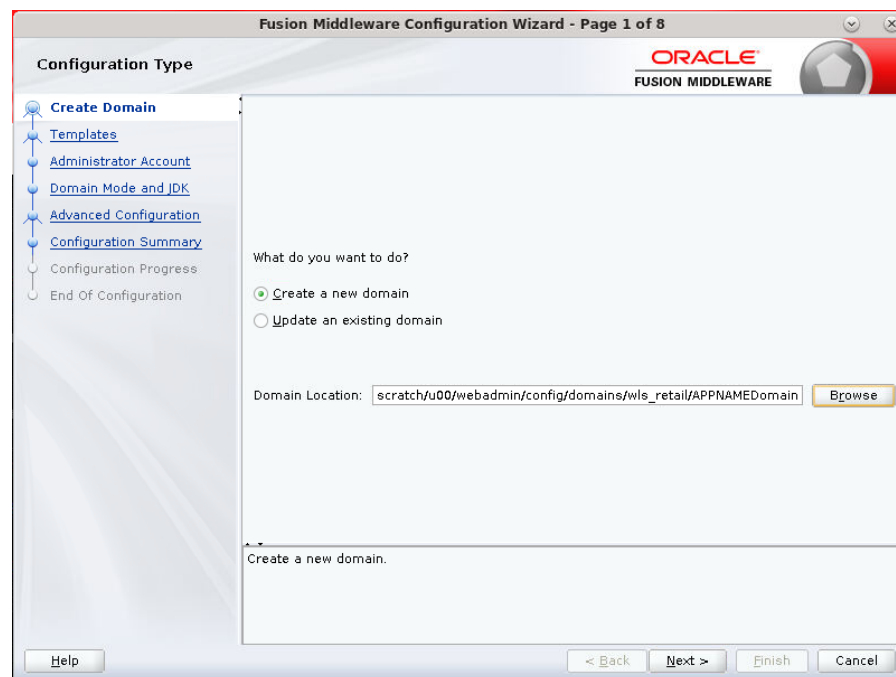 Fusion Middleware Configuration Wizard - Page 1 of 8
Configuration Type
ORACLE
FUSION MIDDLEWARE
Create Domain
Templates
Administrator Account
Domain Mode and JDK
Advanced Configuration
Configuration Summary
Configuration Progress
End Of Configuration
What do you want to do?
Create a new domain
Update an existing domain
Domain Location: scratch/u00/webadmin/config/domains/wls_retail/APPNAMEDomain Browse
Create a new domain.
Help < Back Next > Finish Cancel